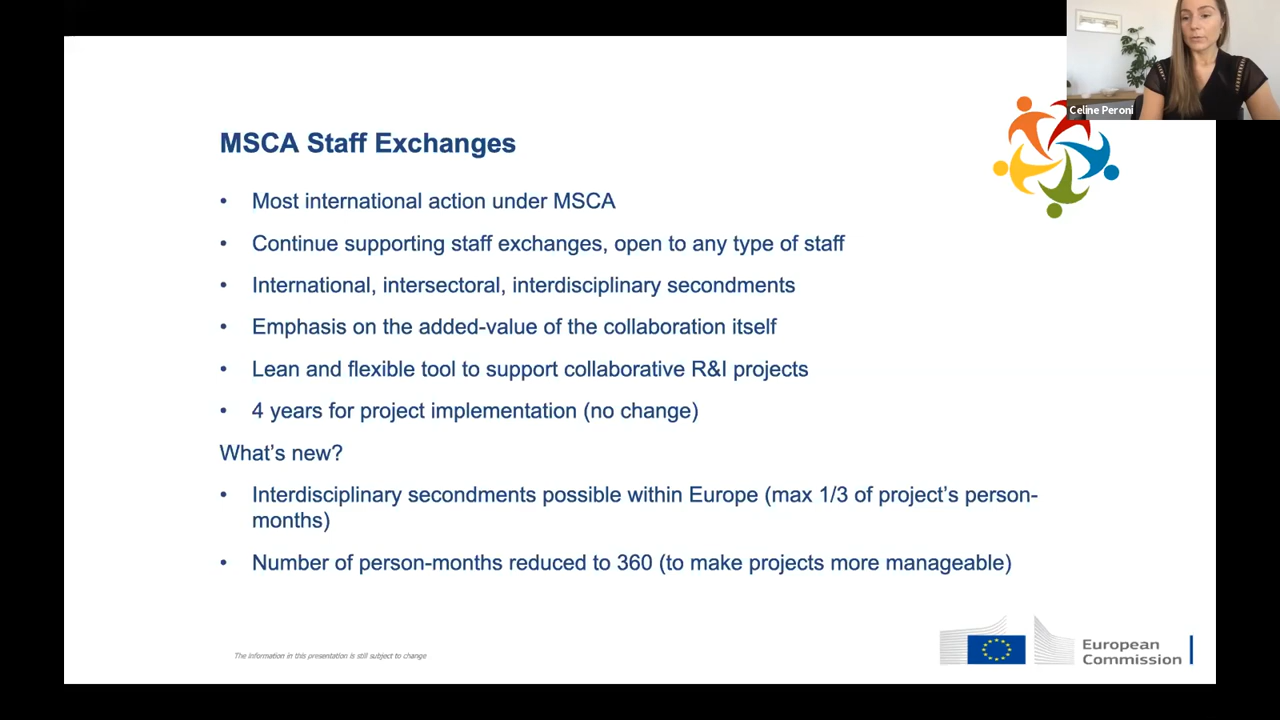 Celine Peroni
MSCA Staff Exchanges
• Most international action under MSCA
• Continue supporting staff exchanges, open to any type of staff
• International, intersectoral, interdisciplinary secondments
• Emphasis on the added-value of the collaboration itself
• Lean and flexible tool to support collaborative R&I projects
• 4 years for project implementation (no change)
What's new?
• Interdisciplinary secondments possible within Europe (max 1/3 of project's person-
months)
• Number of person-months reduced to 360 (to make projects more manageable)
The information in this presentation is still subject to change
European
Commission